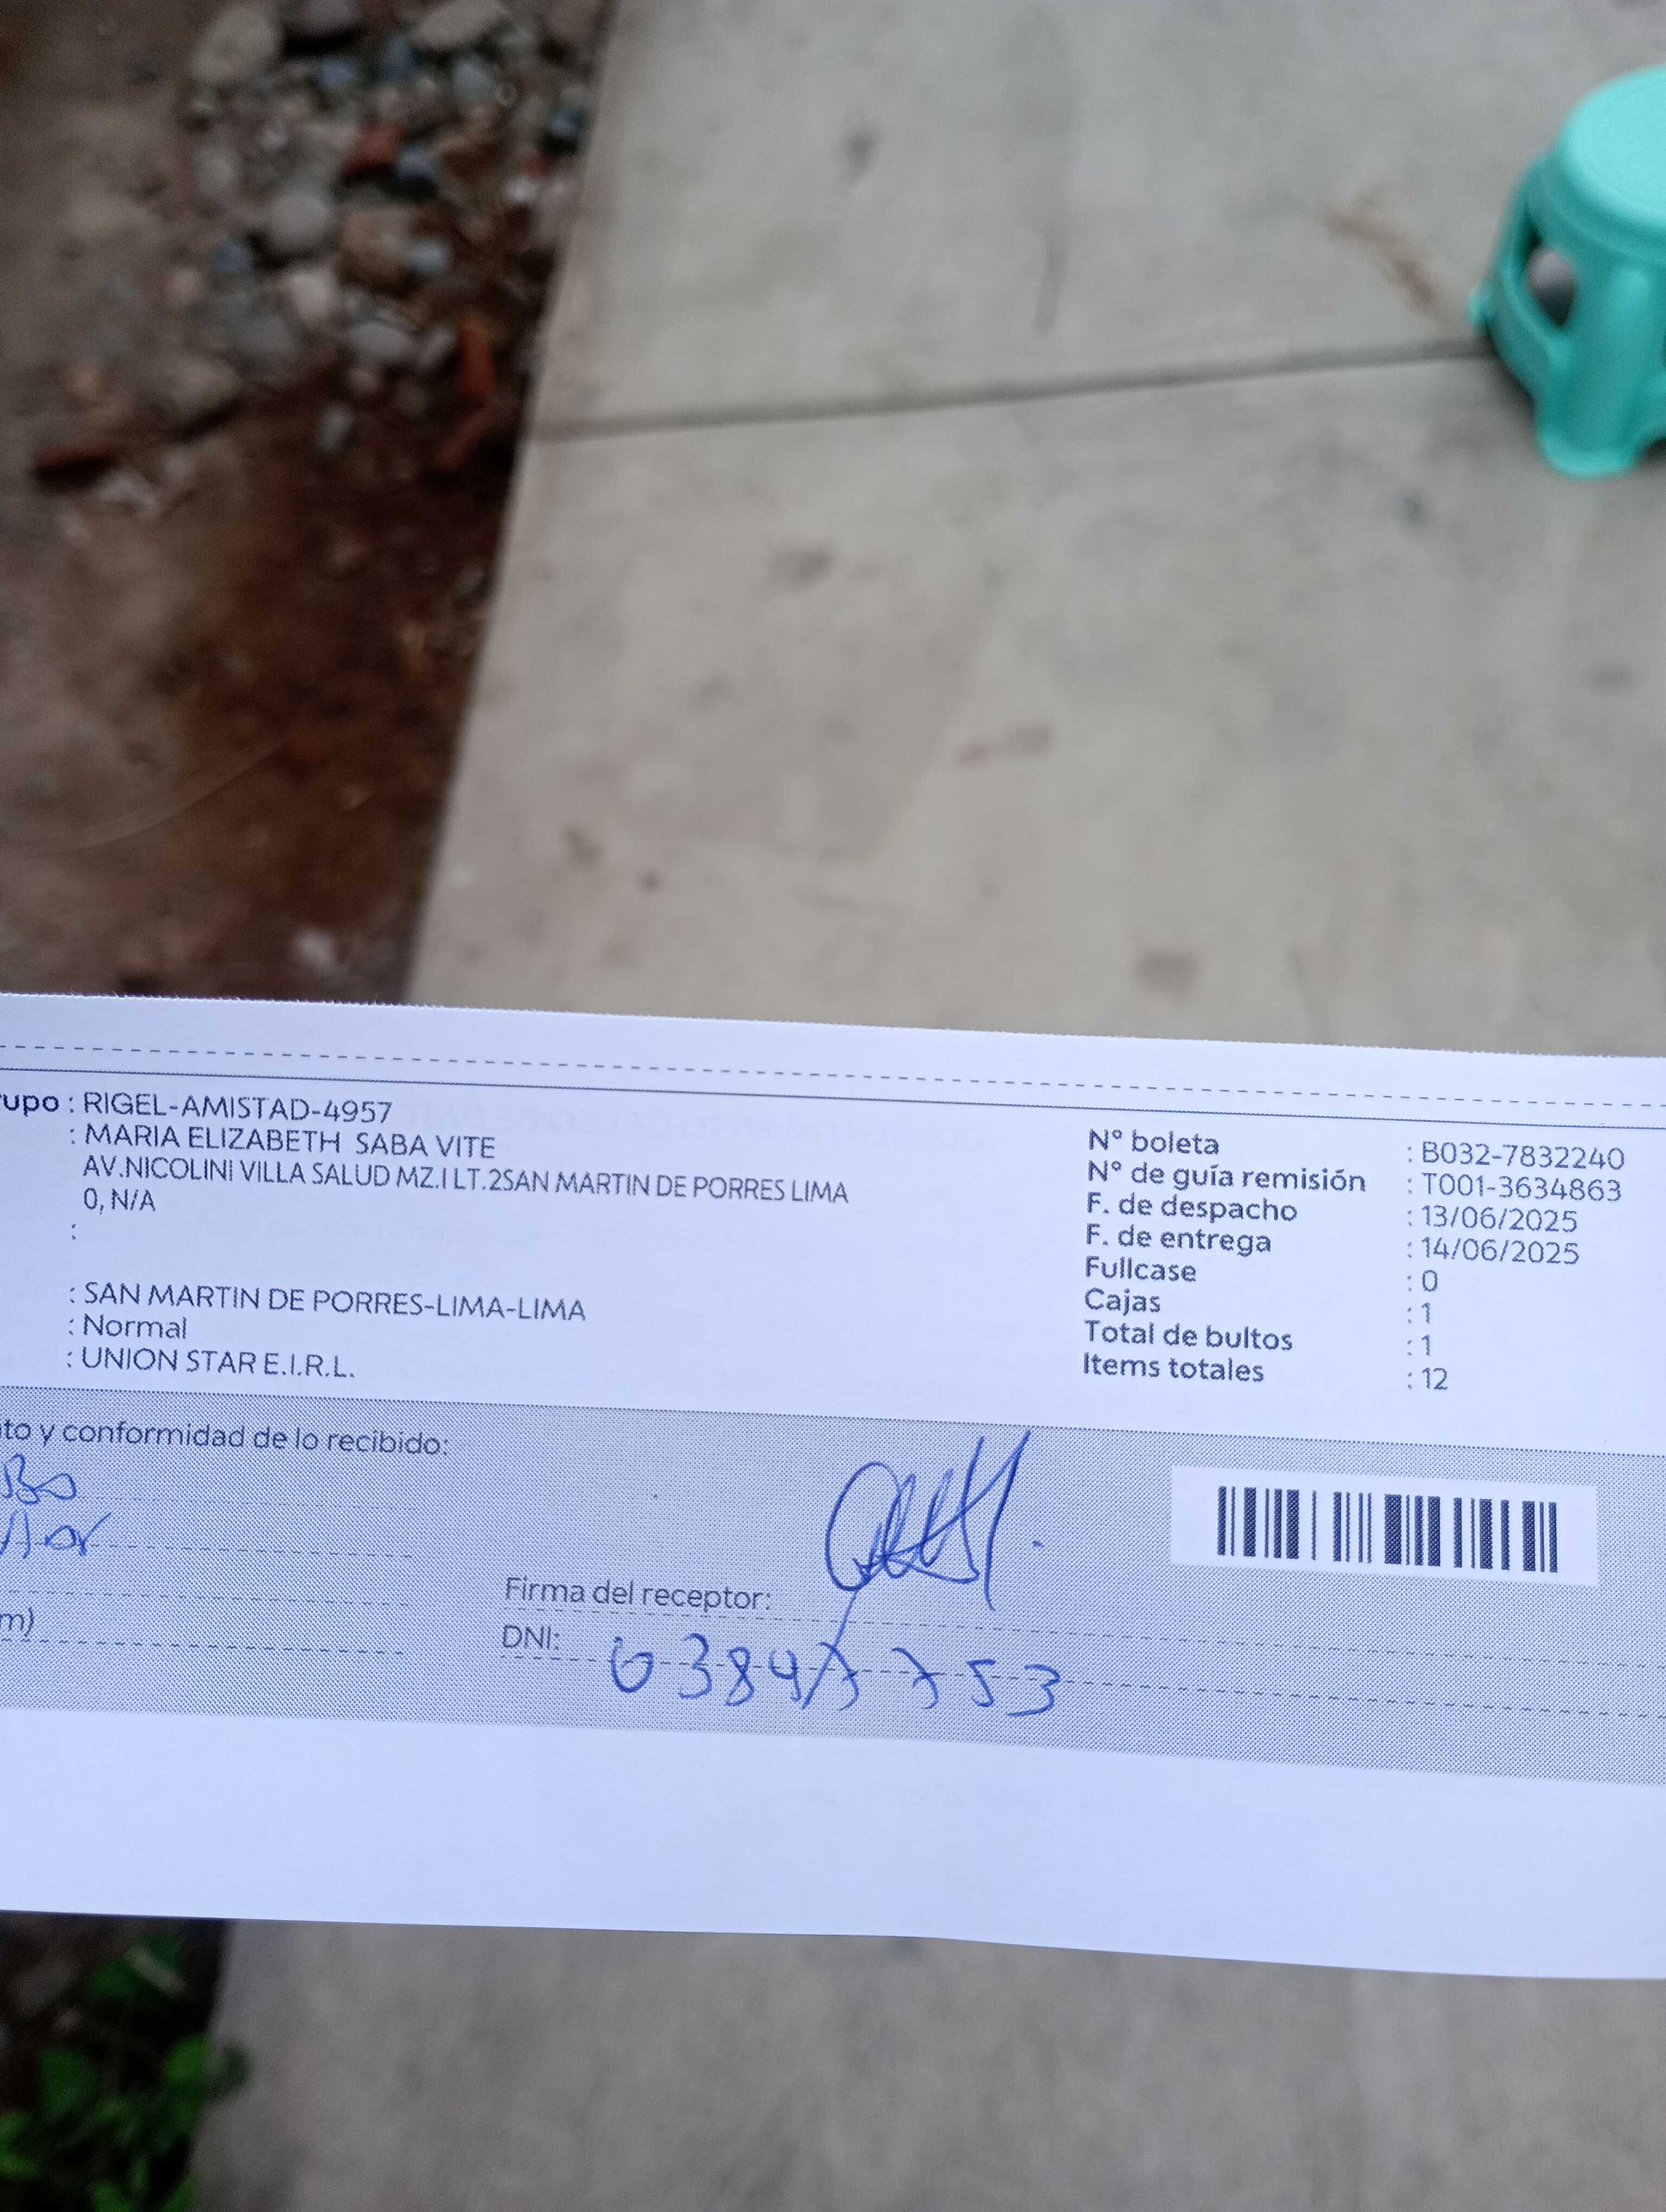 upo : RIGEL-AMISTAD-4957
: MARIA ELIZABETH SABA VITE
AV.NICOLINI VILLA SALUD MZ.I LT.2SAN MARTIN DE PORRES LIMA
0, N/A
:
: SAN MARTIN DE PORRES-LIMA-LIMA
: Normal
: UNION STAR E.I.R.L.
N° boleta : B032-7832240
N° de guía remisión : T001-3634863
F. de despacho : 13/06/2025
F. de entrega : 14/06/2025
Fullcase : 0
Cajas : 1
Total de bultos : 1
Items totales : 12
to y conformidad de lo recibido:
m)
Firma del receptor:
DNI: 03847753